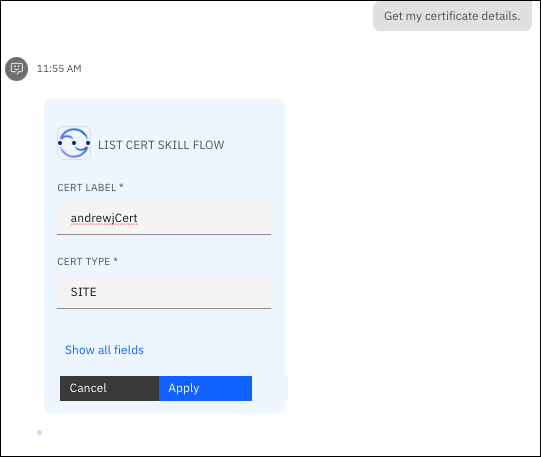 Get my certificate details.
11:55 AM
LIST CERT SKILL FLOW
CERT LABEL *
andrewjCert
CERT TYPE *
SITE
Show all fields
Cancel
Apply